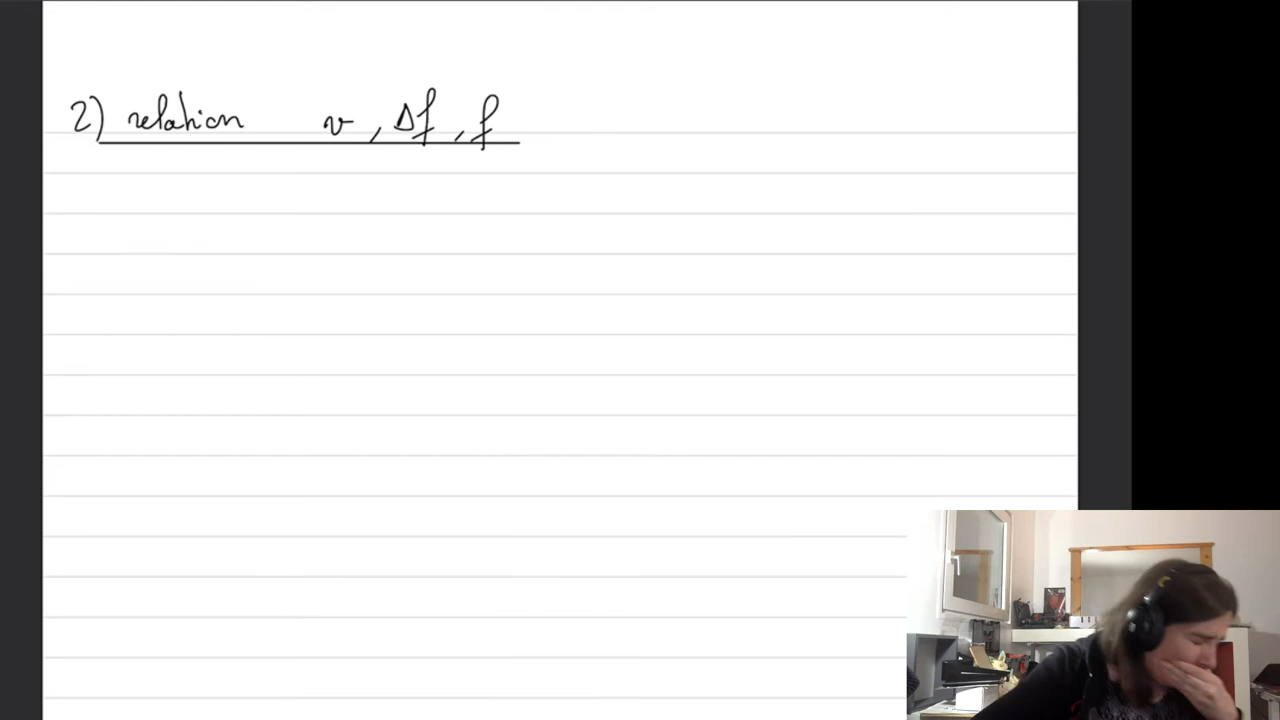 2) relation v, Δf, f